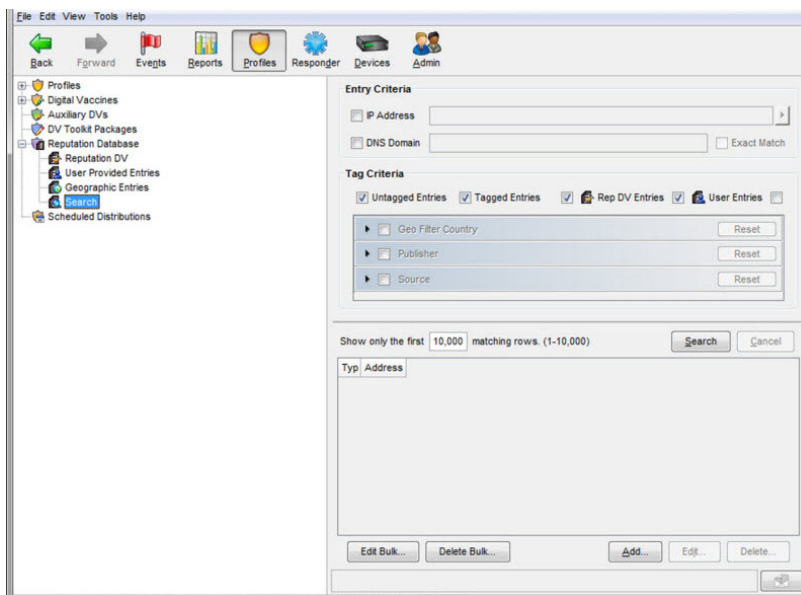 File Edit View Tools Help
Back Forward Events Reports Profiles Responder Devices Admin
Profiles
Digital Vaccines
Auxiliary DVs
DV Toolkit Packages
Reputation Database
Reputation DV
User Provided Entries
Geographic Entries
Search
Scheduled Distributions
Entry Criteria
IP Address
DNS Domain Exact Match
Tag Criteria
Untagged Entries Tagged Entries Rep DV Entries User Entries
Geo Filter Country Reset
Publisher Reset
Source Reset
Show only the first 10,000 matching rows. (1-10,000) Search Cancel
Typ Address
Edit Bulk... Delete Bulk... Add... Edit... Delete...